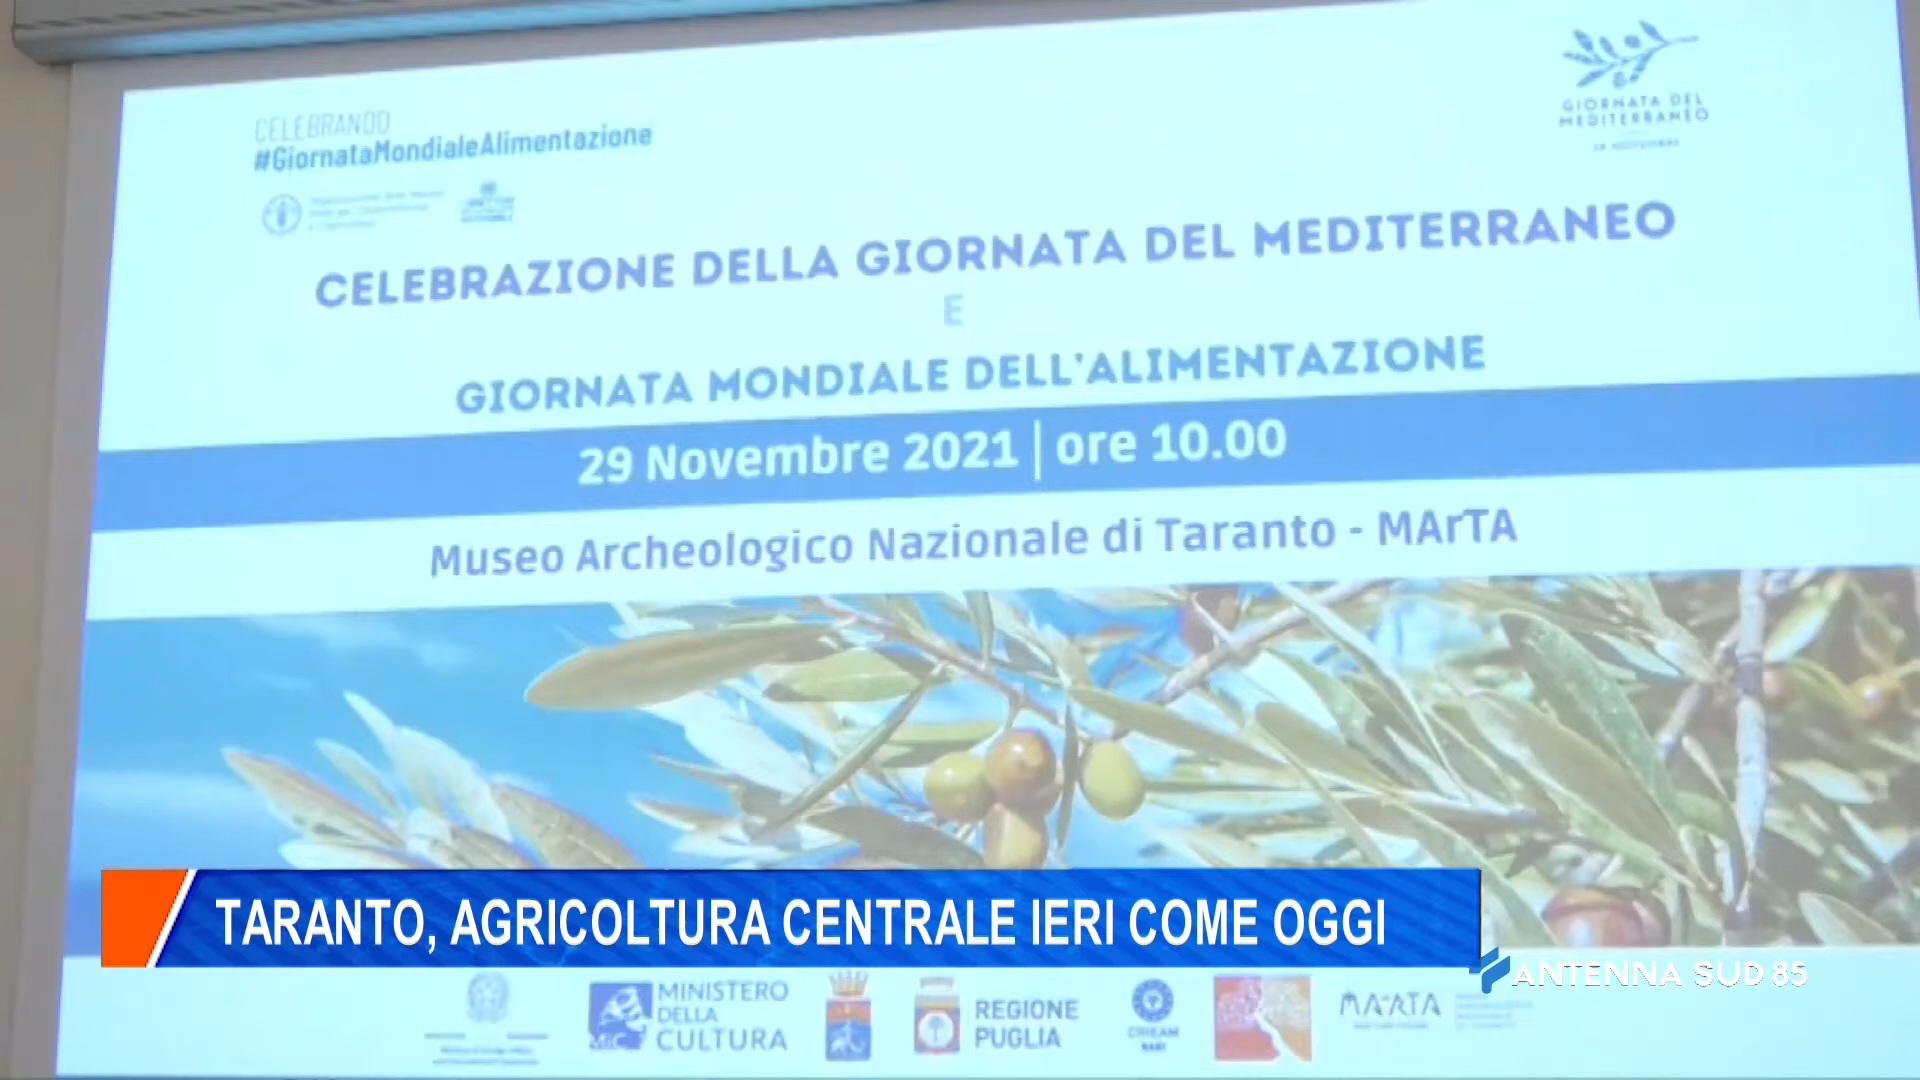 CELEBRANDO
#GiornataMondialeAlimentazione
GIORNATA DEL
MEDITERRANEO
CELEBRAZIONE DELLA GIORNATA DEL MEDITERRANEO
E
GIORNATA MONDIALE DELL'ALIMENTAZIONE
29 Novembre 2021 | ore 10.00
Museo Archeologico Nazionale di Taranto - MArTA
TARANTO, AGRICOLTURA CENTRALE IERI COME OGGI
ANTENNA SUD 85
MiC
MINISTERO
DELLA
CULTURA
REGIONE
PUGLIA
CIHEAM
BARI
MArTA